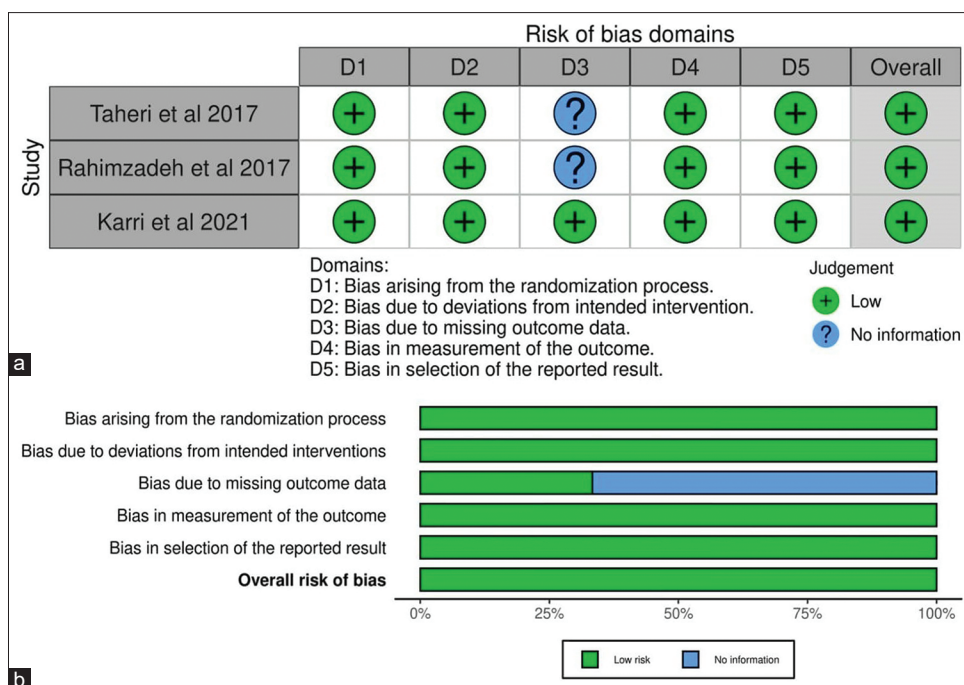 Risk of bias domains
D1 D2 D3 D4 D5 Overall
Study
Taheri et al 2017 + + ? + + +
Rahimzadeh et al 2017 + + ? + + +
Karri et al 2021 + + + + + +
Domains:
D1: Bias arising from the randomization process.
D2: Bias due to deviations from intended intervention.
D3: Bias due to missing outcome data.
D4: Bias in measurement of the outcome.
D5: Bias in selection of the reported result.
Judgement
+ Low
? No information
a
Bias arising from the randomization process
Bias due to deviations from intended interventions
Bias due to missing outcome data
Bias in measurement of the outcome
Bias in selection of the reported result
Overall risk of bias
0% 25% 50% 75% 100%
Low risk No information
b